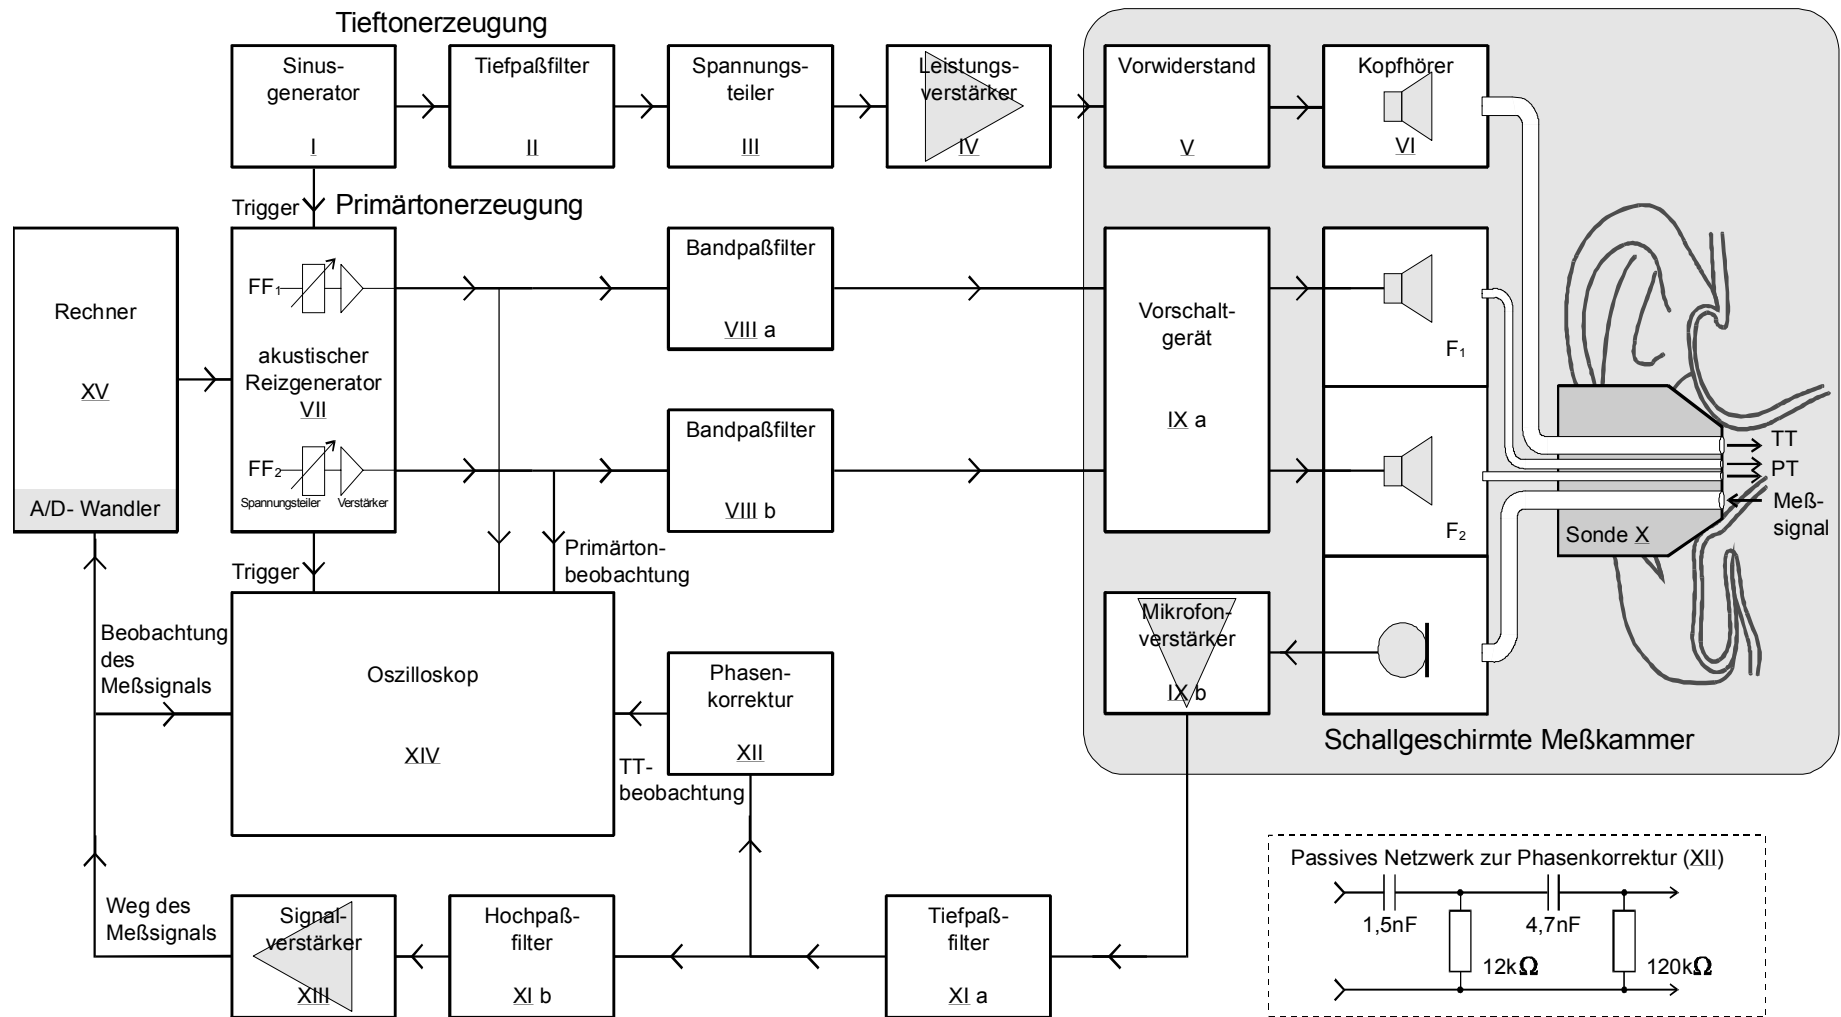 Tieftonerzeugung
Sinus-
generator
I
Tiefpaßfilter
II
Spannungs-
teiler
III
Leistungs-
verstärker
IV
Vorwiderstand
V
Kopfhörer
VI
Trigger
Primärtonerzeugung
Rechner
XV
A/D- Wandler
FF₁
akustischer
Reizgenerator
VII
FF₂
Spannungsteiler
Verstärker
Bandpaßfilter
VIII a
Bandpaßfilter
VIII b
Vorschalt-
gerät
IX a
F₁
F₂
TT
PT
Meß-
signal
Sonde X
Trigger
Primärton-
beobachtung
Beobachtung
des
Meßsignals
Oszilloskop
XIV
Phasen-
korrektur
XII
TT-
beobachtung
Mikrofon-
verstärker
IX b
Schallgeschirmte Meßkammer
Weg des
Meßsignals
Signal-
verstärker
XIII
Hochpaß-
filter
XI b
Tiefpaß-
filter
XI a
Passives Netzwerk zur Phasenkorrektur (XII)
1,5nF
4,7nF
12kΩ
120kΩ